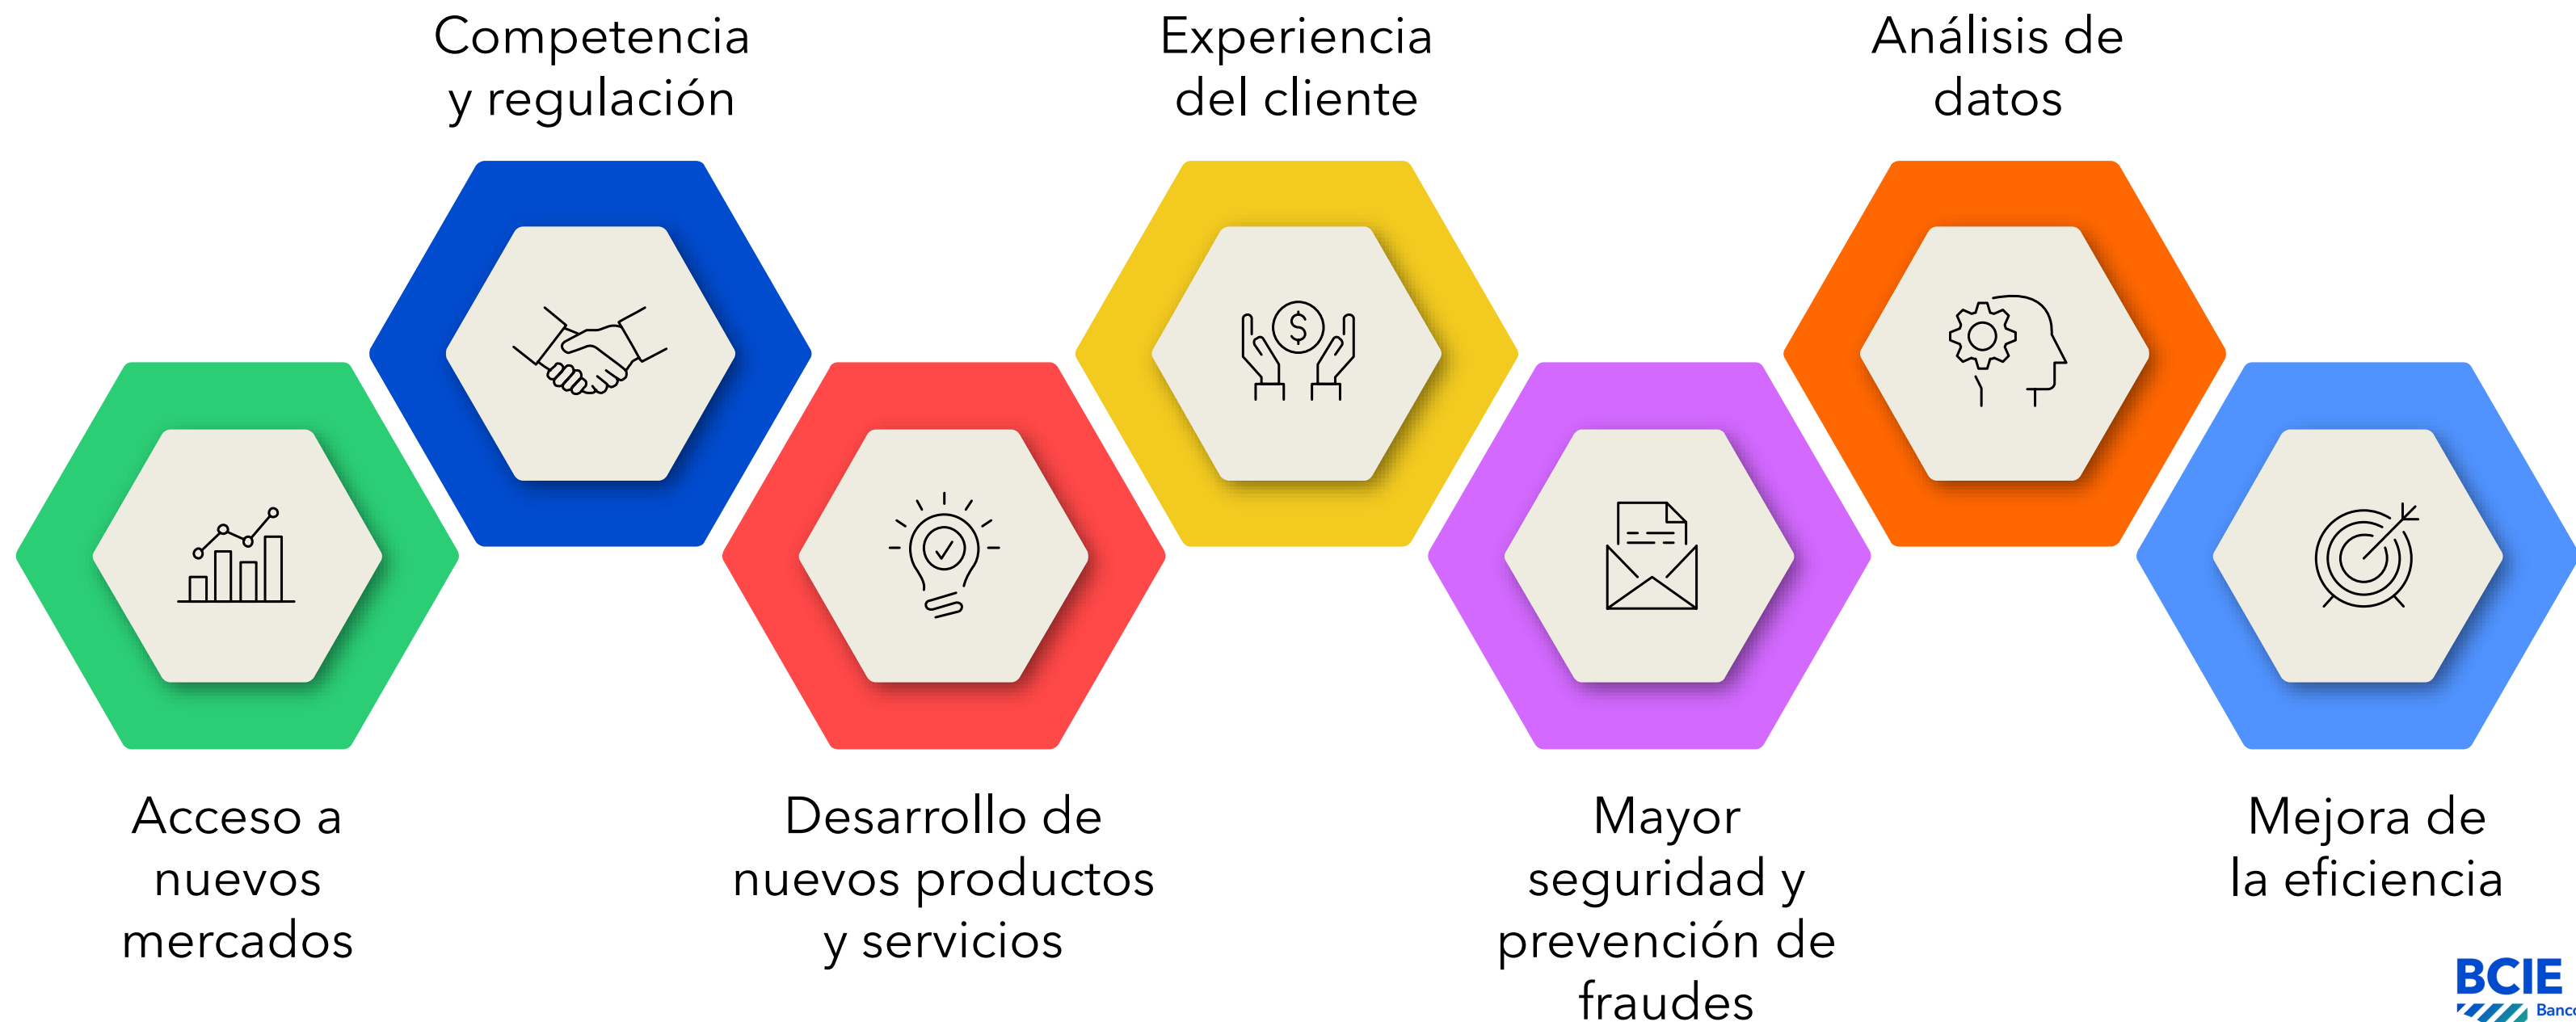 Competencia
y regulación
Experiencia
del cliente
Análisis de
datos
$
Acceso a
nuevos
mercados
Desarrollo de
nuevos productos
y servicios
Mayor
seguridad y
prevención de
fraudes
Mejora de
la eficiencia
BCIE